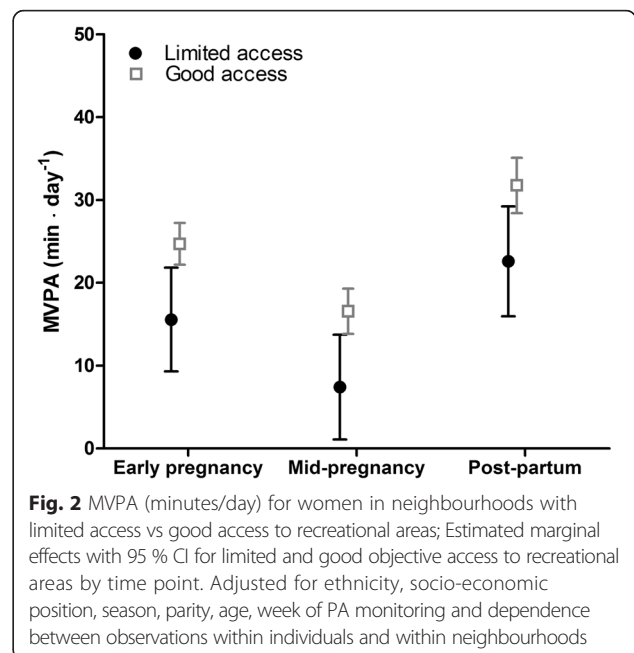 50
Limited access
Good access
40
30
20
10
0
MVPA (min · day⁻¹)
Early pregnancy Mid-pregnancy Post-partum
Fig. 2 MVPA (minutes/day) for women in neighbourhoods with
limited access vs good access to recreational areas; Estimated marginal
effects with 95 % CI for limited and good objective access to recreational
areas by time point. Adjusted for ethnicity, socio-economic
position, season, parity, age, week of PA monitoring and dependence
between observations within individuals and within neighbourhoods